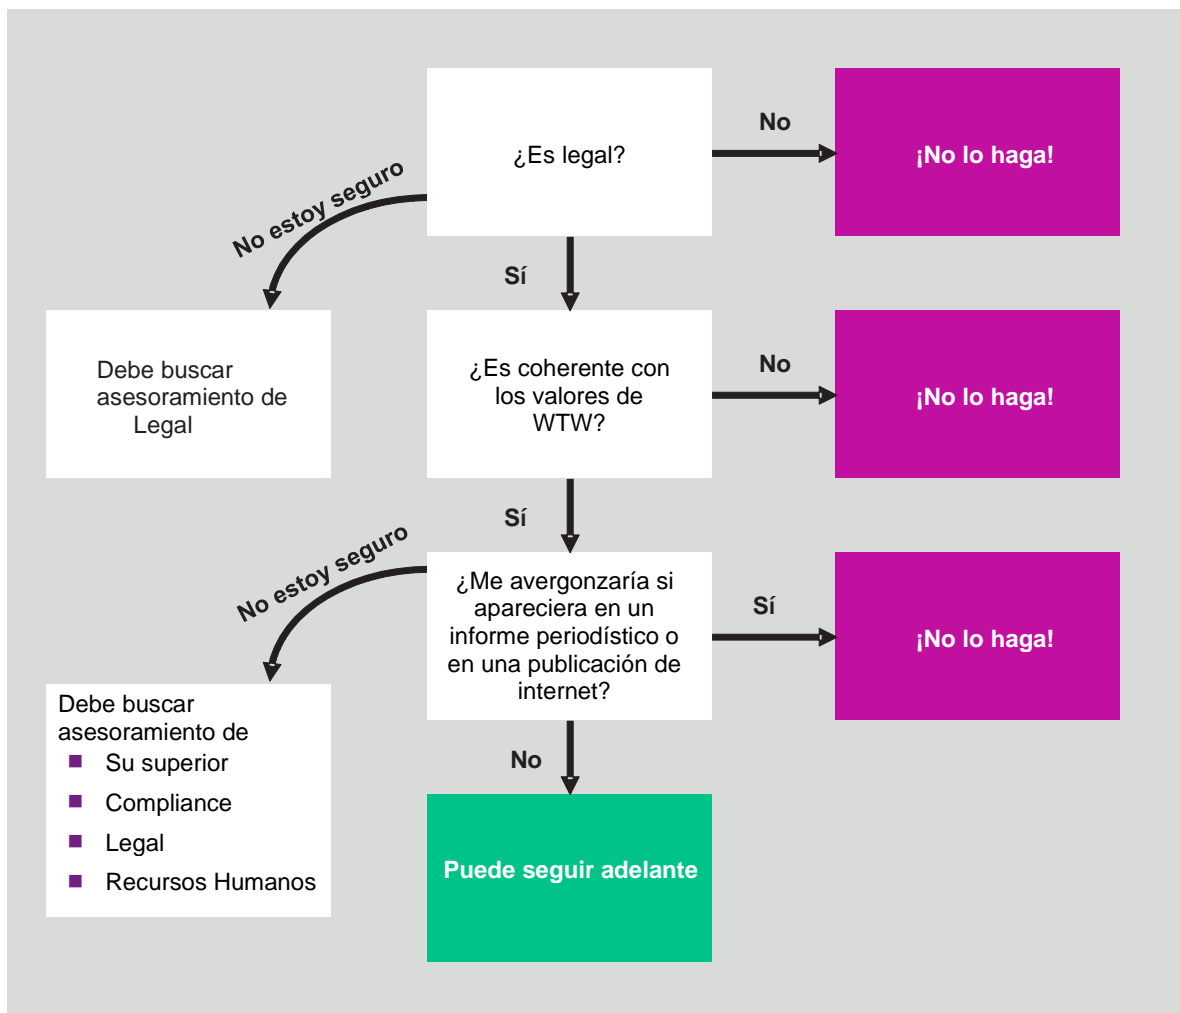 ¿Es legal?
No
¡No lo haga!
No estoy seguro
Sí
Debe buscar
asesoramiento de
Legal
¿Es coherente con
los valores de
WTW?
No
¡No lo haga!
Sí
No estoy seguro
¿Me avergonzaría si
apareciera en un
informe periodístico o
en una publicación de
internet?
Sí
¡No lo haga!
Debe buscar
asesoramiento de
Su superior
Compliance
Legal
Recursos Humanos
No
Puede seguir adelante